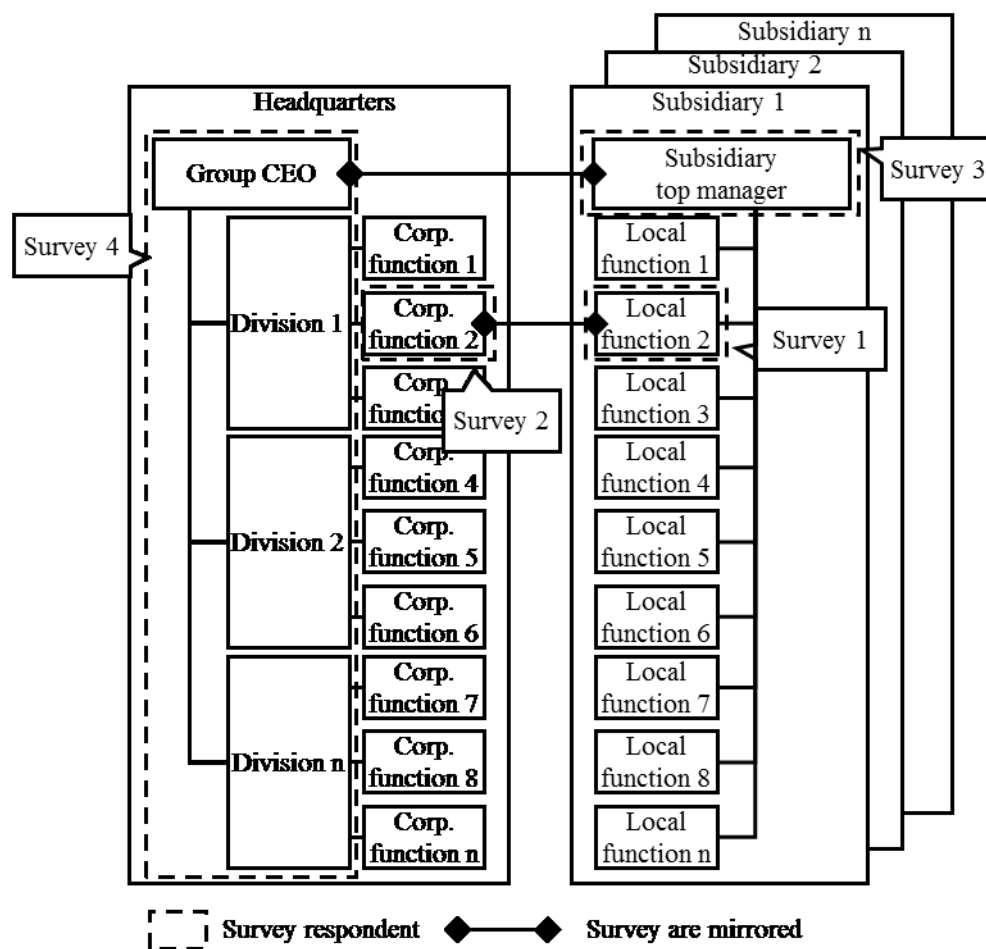 Subsidiary n
Subsidiary 2
Headquarters
Subsidiary 1
Group CEO
Subsidiary
top manager
Survey 3
Survey 4
Corp.
function 1
Local
function 1
Division 1
Corp.
function 2
Local
function 2
Survey 1
Corp.
function
Survey 2
Local
function 3
Corp.
function 4
Local
function 4
Division 2
Corp.
function 5
Local
function 5
Corp.
function 6
Local
function 6
Corp.
function 7
Local
function 7
Division n
Corp.
function 8
Local
function 8
Corp.
function n
Local
function n
Survey respondent
Survey are mirrored